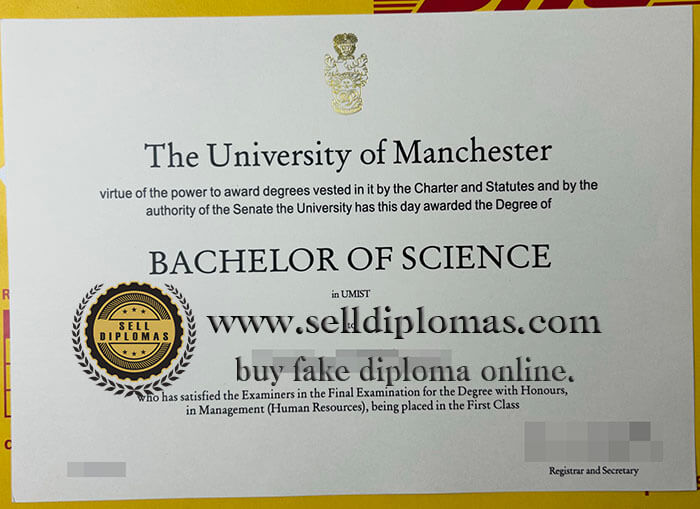 The University of Manchester
virtue of the power to award degrees vested in it by the Charter and Statutes and by the
authority of the Senate the University has this day awarded the Degree of
BACHELOR OF SCIENCE
in UMIST
to
SELL
DIPLOMAS
www.selldiplomas.com
buy fake diploma online.
who has satisfied the Examiners in the Final Examination for the Degree with Honours,
in Management (Human Resources), being placed in the First Class
Registrar and Secretary